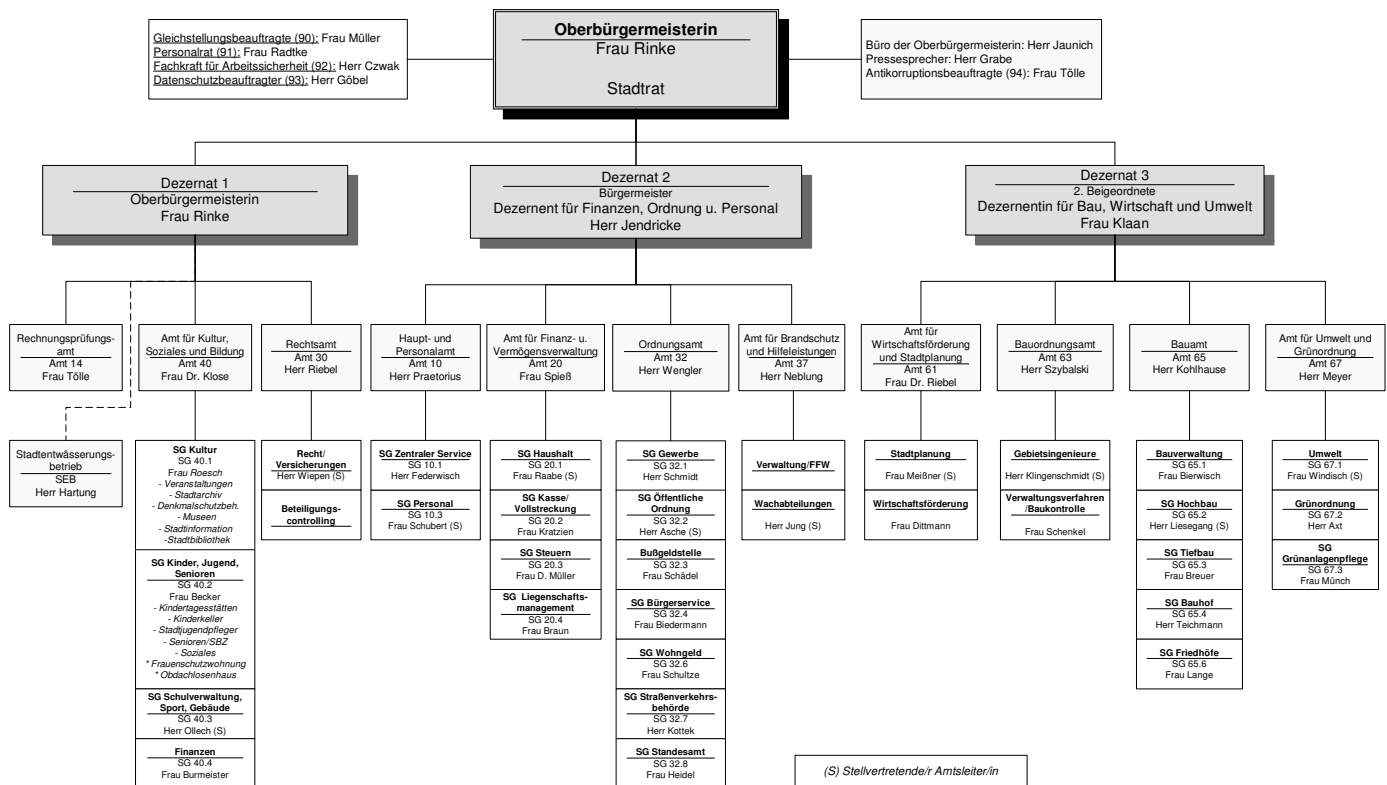 Gleichstellungsbeauftragte (90): Frau Müller
Personalrat (91): Frau Radtke
Fachkraft für Arbeitssicherheit (92): Herr Czwak
Datenschutzbeauftragter (93): Herr Göbel
Oberbürgermeisterin
Frau Rinke
Stadtrat
Büro der Oberbürgermeisterin: Herr Jaunich
Pressesprecher: Herr Grabe
Antikorruptionsbeauftragte (94): Frau Tölle
Dezernat 1
Oberbürgermeisterin
Frau Rinke
Dezernat 2
Bürgermeister
Dezernent für Finanzen, Ordnung u. Personal
Herr Jendricke
Dezernat 3
2. Beigeordnete
Dezernentin für Bau, Wirtschaft und Umwelt
Frau Klaan
Rechnungsprüfungs-
amt
Amt 14
Frau Tölle
Amt für Kultur,
Soziales und Bildung
Amt 40
Frau Dr. Klose
Rechtsamt
Amt 30
Herr Riebel
Haupt- und
Personalamt
Amt 10
Herr Praetorius
Amt für Finanz- u.
Vermögensverwaltung
Amt 20
Frau Spieß
Ordnungsamt
Amt 32
Herr Wengler
Amt für Brandschutz
und Hilfeleistungen
Amt 37
Herr Neblung
Amt für
Wirtschaftsförderung
und Stadtplanung
Amt 61
Frau Dr. Riebel
Bauordnungsamt
Amt 63
Herr Szybalski
Bauamt
Amt 65
Herr Kohlhause
Amt für Umwelt und
Grünordnung
Amt 67
Herr Meyer
Stadtentwässerungs-
betrieb
SEB
Herr Hartung
SG Kultur
SG 40.1
Frau Roesch
- Veranstaltungen
- Stadtarchiv
- Denkmalschutzbeh.
- Museen
- Stadtinformation
-Stadtbibliothek
SG Kinder, Jugend,
Senioren
SG 40.2
Frau Becker
- Kindertagesstätten
- Kinderkeller
- Stadtjugendpfleger
- Senioren/SBZ
- Soziales
* Frauenschutzwohnung
* Obdachlosenhaus
SG Schulverwaltung,
Sport, Gebäude
SG 40.3
Herr Ollech (S)
Finanzen
SG 40.4
Frau Burmeister
Recht/
Versicherungen
Herr Wiepen (S)
Beteiligungs-
controlling
SG Zentraler Service
SG 10.1
Herr Federwisch
SG Personal
SG 10.3
Frau Schubert (S)
SG Haushalt
SG 20.1
Frau Raabe (S)
SG Kasse/
Vollstreckung
SG 20.2
Frau Kratzien
SG Steuern
SG 20.3
Frau D. Müller
SG Liegenschafts-
management
SG 20.4
Frau Braun
SG Gewerbe
SG 32.1
Herr Schmidt
SG Öffentliche
Ordnung
SG 32.2
Herr Asche (S)
Bußgeldstelle
SG 32.3
Frau Schädel
SG Bürgerservice
SG 32.4
Frau Biedermann
SG Wohngeld
SG 32.6
Frau Schultze
SG Straßenverkehrs-
behörde
SG 32.7
Herr Kottek
SG Standesamt
SG 32.8
Frau Heidel
Verwaltung/FFW
Wachabteilungen
Herr Jung (S)
Stadtplanung
Frau Meißner (S)
Wirtschaftsförderung
Frau Dittmann
Gebietsingenieure
Herr Klingenschmidt (S)
Verwaltungsverfahren
/Baukontrolle
Frau Schenkel
Bauverwaltung
SG 65.1
Frau Bierwisch
SG Hochbau
SG 65.2
Herr Liesegang (S)
SG Tiefbau
SG 65.3
Frau Breuer
SG Bauhof
SG 65.4
Herr Teichmann
SG Friedhöfe
SG 65.6
Frau Lange
Umwelt
SG 67.1
Frau Windisch (S)
Grünordnung
SG 67.2
Herr Axt
SG
Grünanlagenpflege
SG 67.3
Frau Münch
(S) Stellvertretende/r Amtsleiter/in